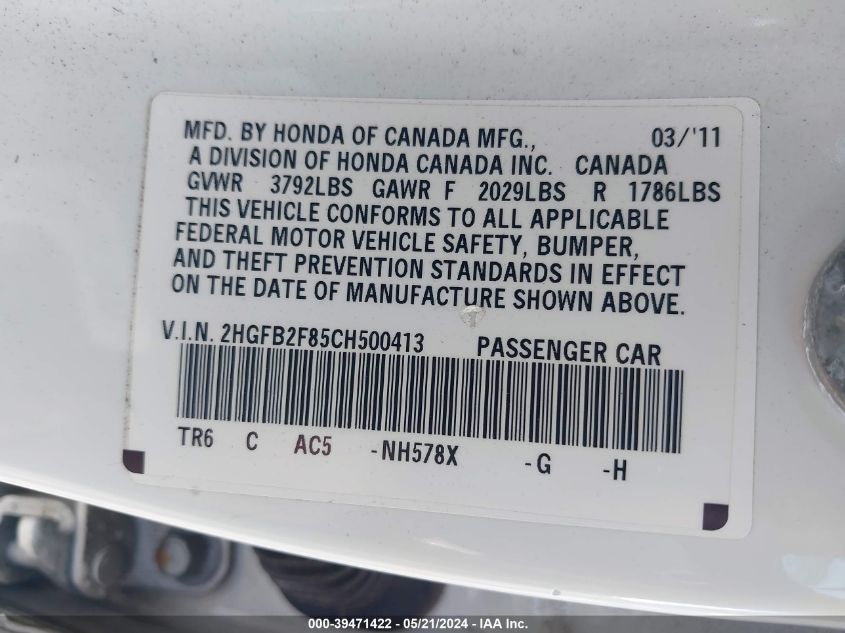 MFD. BY HONDA OF CANADA MFG., 03/'11
A DIVISION OF HONDA CANADA INC. CANADA
GVWR 3792LBS GAWR F 2029LBS R 1786LBS
THIS VEHICLE CONFORMS TO ALL APPLICABLE
FEDERAL MOTOR VEHICLE SAFETY, BUMPER,
AND THEFT PREVENTION STANDARDS IN EFFECT
ON THE DATE OF MANUFACTURE SHOWN ABOVE.
V.I.N. 2HGFB2F85CH500413 PASSENGER CAR
TR6 C AC5 -NH578X -G -H
000-39471422 - 05/21/2024 - IAA Inc.